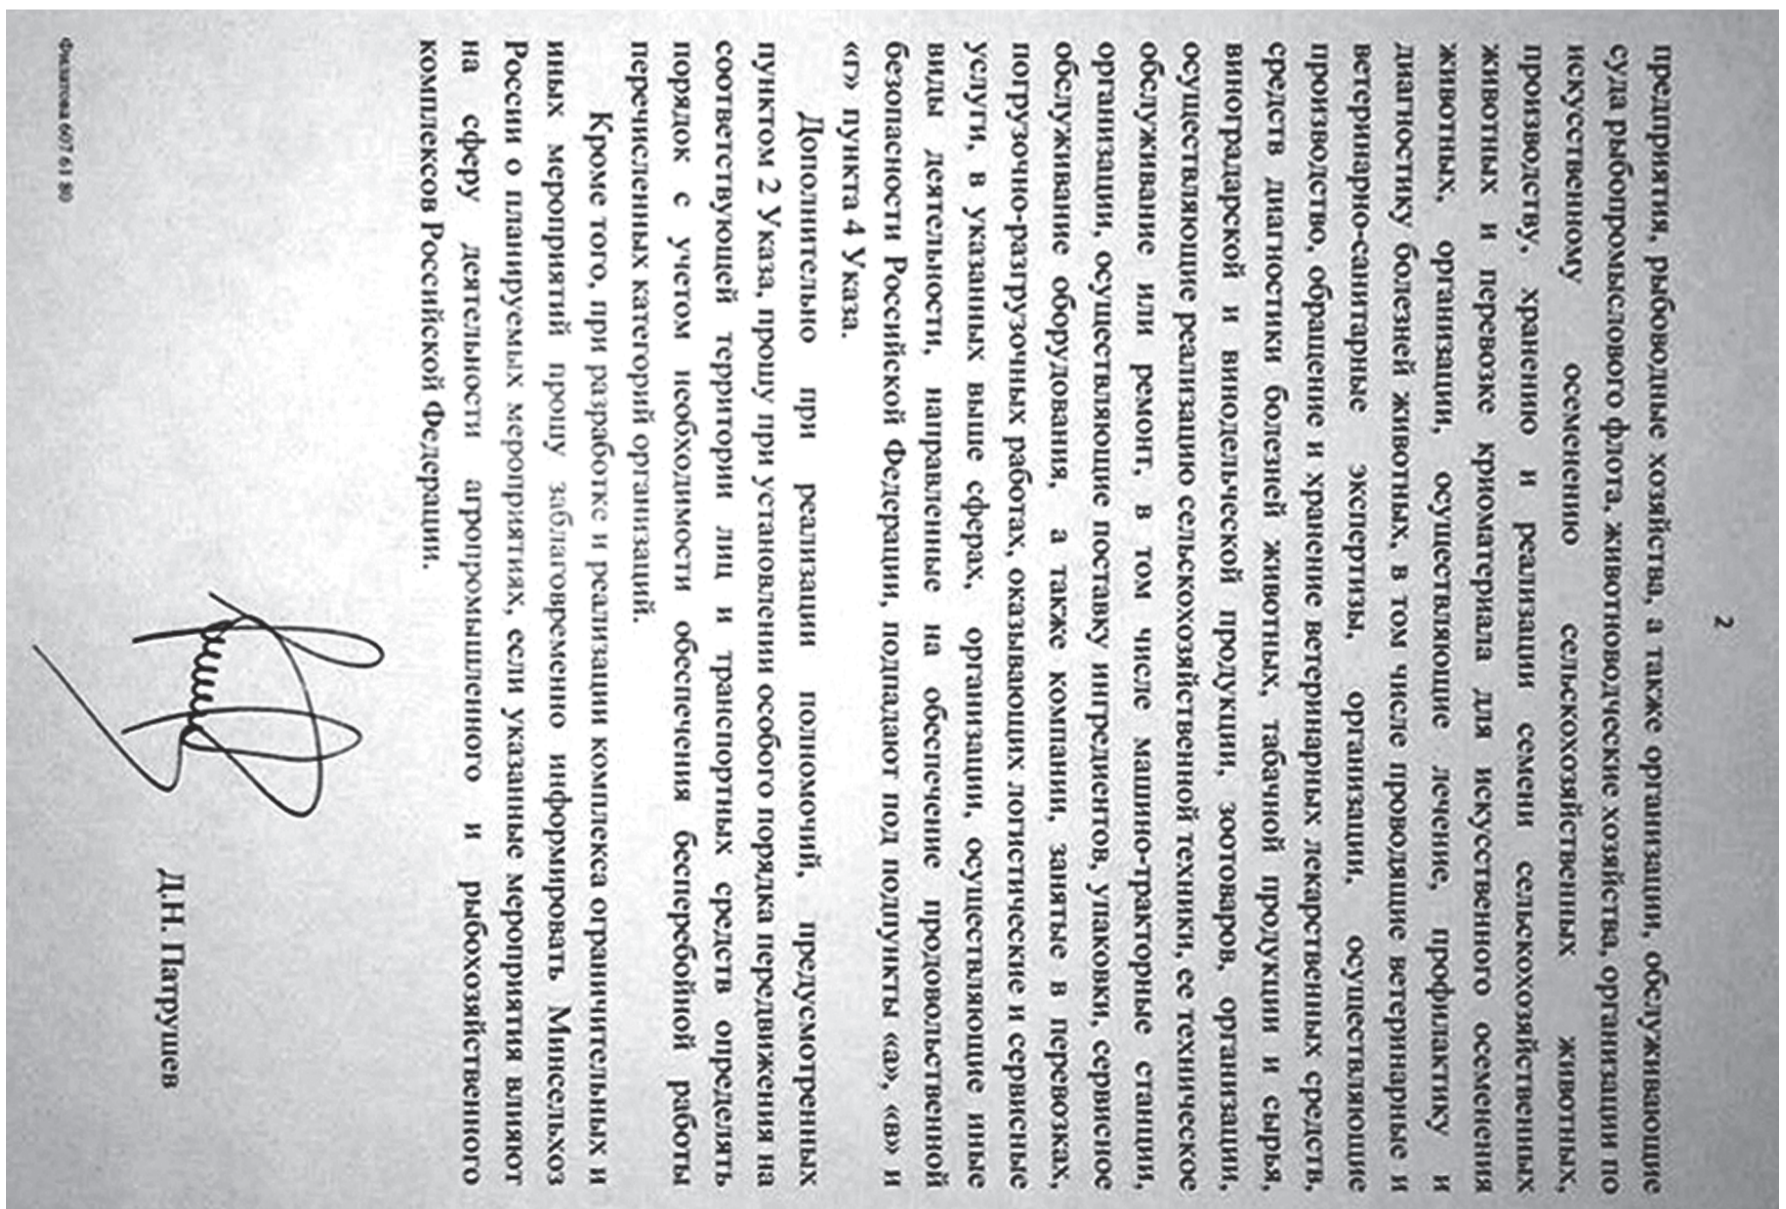 2
предприятия, рыбоводные хозяйства, а также организации, обслуживающие
суда рыбопромыслового флота, животноводческие хозяйства, организации по
искусственному осеменению сельскохозяйственных животных,
производству, хранению и реализации семени сельскохозяйственных
животных и перевозке криоматериала для искусственного осеменения
животных, организации, осуществляющие лечение, профилактику и
диагностику болезней животных, в том числе проводящие ветеринарные и
ветеринарно-санитарные экспертизы, организации, осуществляющие
производство, обращение и хранение ветеринарных лекарственных средств,
средств диагностики болезней животных, табачной продукции и сырья,
виноградарской и винодельческой продукции, зоотоваров, организации,
осуществляющие реализацию сельскохозяйственной техники, ее техническое
обслуживание или ремонт, в том числе машино-тракторные станции,
организации, осуществляющие поставку ингредиентов, упаковки, сервисное
обслуживание оборудования, а также компании, занятые в перевозках,
погрузочно-разгрузочных работах, оказывающих логистические и сервисные
услуги, в указанных выше сферах, организации, осуществляющие иные
виды деятельности, направленные на обеспечение продовольственной
безопасности Российской Федерации, подпадают под подпункты «а», «в» и
«г» пункта 4 Указа.
Дополнительно при реализации полномочий, предусмотренных
пунктом 2 Указа, прошу при установлении особого порядка передвижения на
соответствующей территории лиц и транспортных средств определять
порядок с учетом необходимости обеспечения бесперебойной работы
перечисленных категорий организаций.
Кроме того, при разработке и реализации комплекса ограничительных и
иных мероприятий прошу заблаговременно информировать Минсельхоз
России о планируемых мероприятиях, если указанные мероприятия влияют
на сферу деятельности агропромышленного и рыбохозяйственного
комплексов Российской Федерации.
Д.Н. Патрушев
Филатова 607 61 80